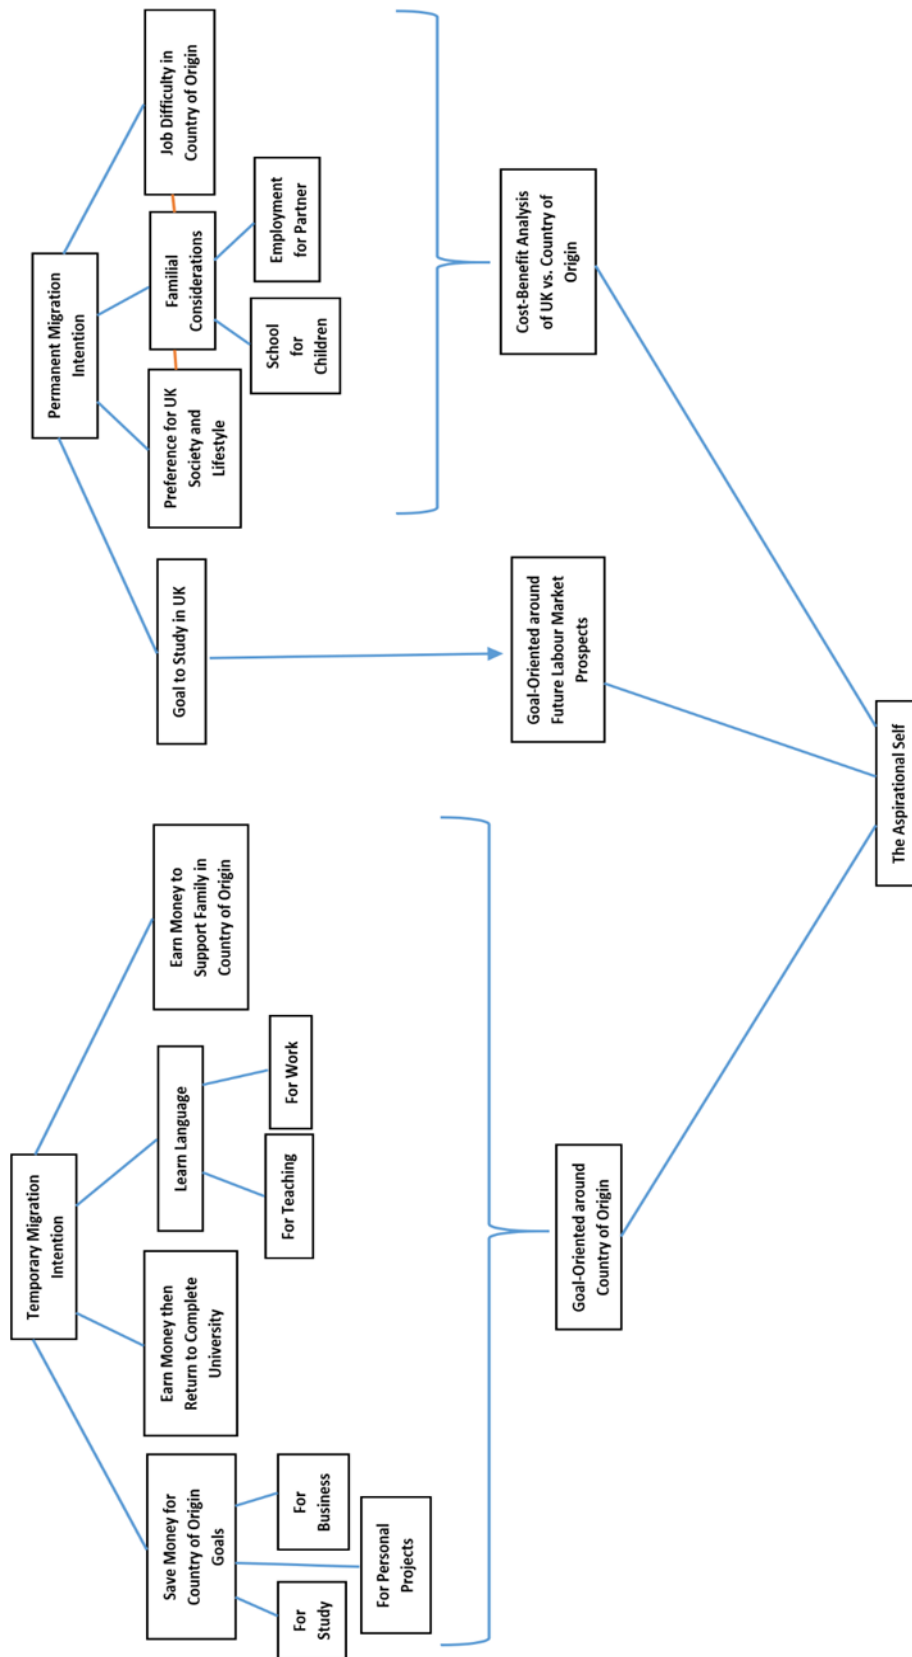 Temporary Migration
Intention
Permanent Migration
Intention
Save Money for
Country of Origin
Goals
Earn Money then
Return to Complete
University
Learn Language
Earn Money to
Support Family in
Country of Origin
Goal to Study in UK
Preference for UK
Society and
Lifestyle
Familial
Considerations
Job Difficulty in
Country of Origin
For
Study
For Personal
Projects
For
Business
For Teaching
For Work
School
for
Children
Employment
for Partner
Goal-Oriented around
Country of Origin
Goal-Oriented around
Future Labour Market
Prospects
Cost-Benefit Analysis
of UK vs. Country of
Origin
The Aspirational Self